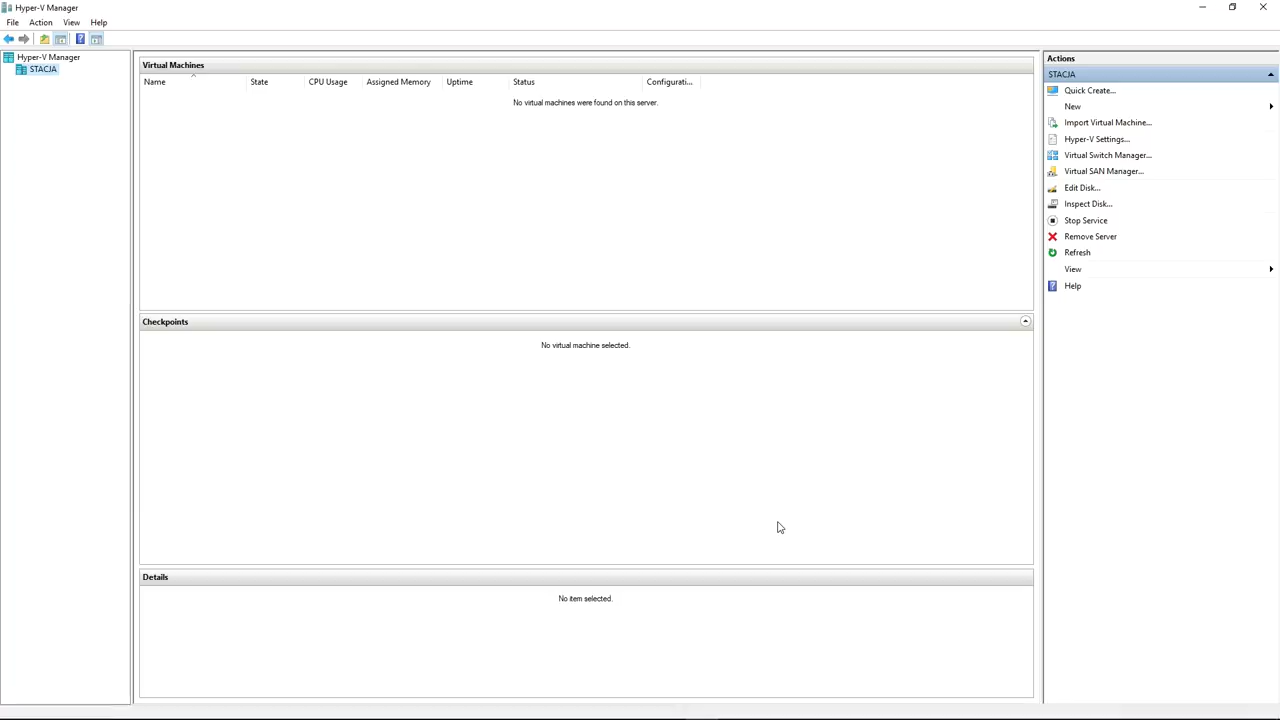 Hyper-V Manager
File Action View Help
Hyper-V Manager
STACJA
Virtual Machines
Name State CPU Usage Assigned Memory Uptime Status Configurati...
No virtual machines were found on this server.
Checkpoints
No virtual machine selected.
Details
No item selected.
Actions
STACJA
Quick Create...
New
Import Virtual Machine...
Hyper-V Settings...
Virtual Switch Manager...
Virtual SAN Manager...
Edit Disk...
Inspect Disk...
Stop Service
Remove Server
Refresh
View
Help